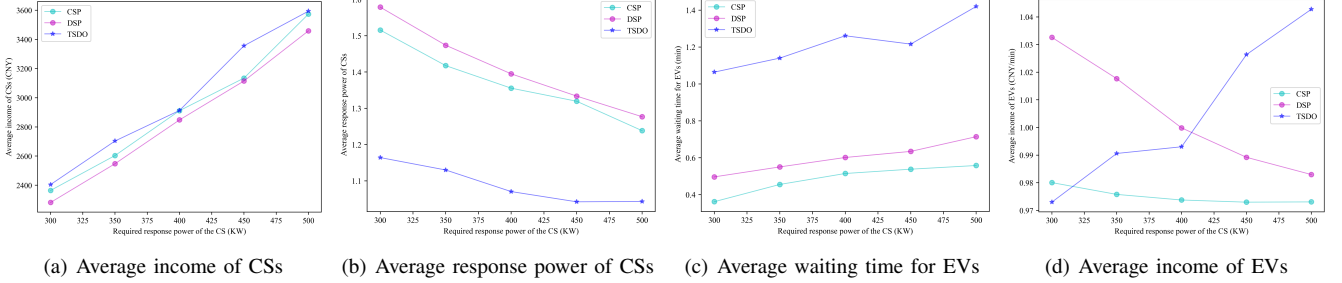 3600
3400
3200
3000
2800
2600
2400
Average income of CSs (CNY)
CSP
DSP
TSDO
300 325 350 375 400 425 450 475 500
Required response power of the CS (KW)
(a) Average income of CSs
1.6
1.5
1.4
1.3
1.2
1.1
Average response power of CSs
CSP
DSP
TSDO
300 325 350 375 400 425 450 475 500
Required response power of the CS (KW)
(b) Average response power of CSs
1.4
1.2
1.0
0.8
0.6
0.4
Average waiting time for EVs (min)
CSP
DSP
TSDO
300 325 350 375 400 425 450 475 500
Required response power of the CS (KW)
(c) Average waiting time for EVs
1.04
1.03
1.02
1.01
1.00
0.99
0.98
0.97
Average income of EVs (CNY/min)
CSP
DSP
TSDO
300 325 350 375 400 425 450 475 500
Required response power of the CS (KW)
(d) Average income of EVs